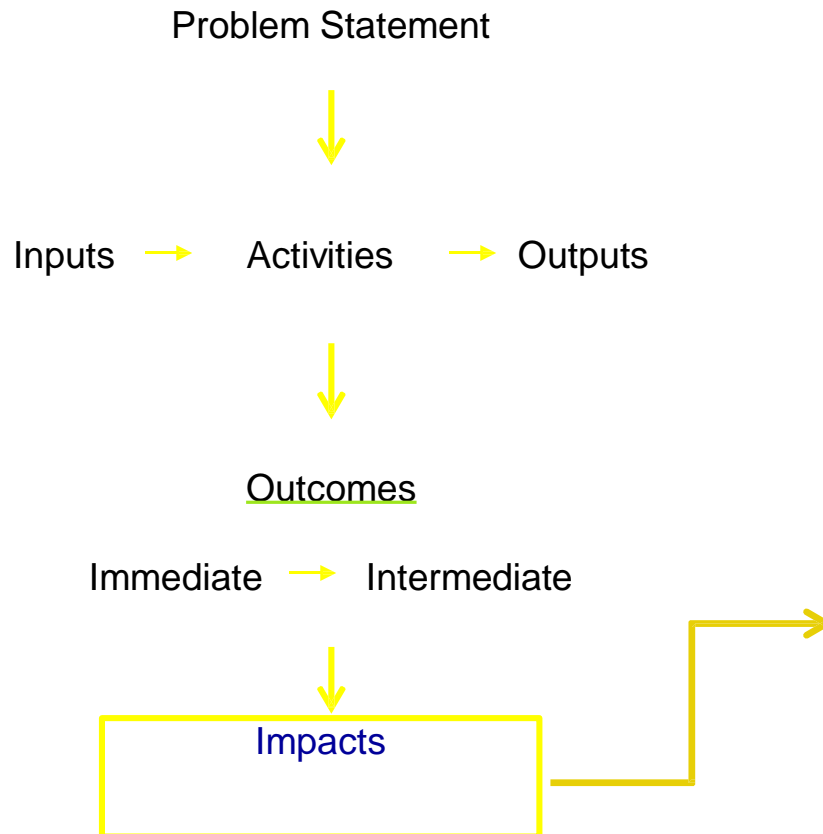 Problem Statement
Inputs Activities Outputs
Outcomes
Immediate Intermediate
Impacts